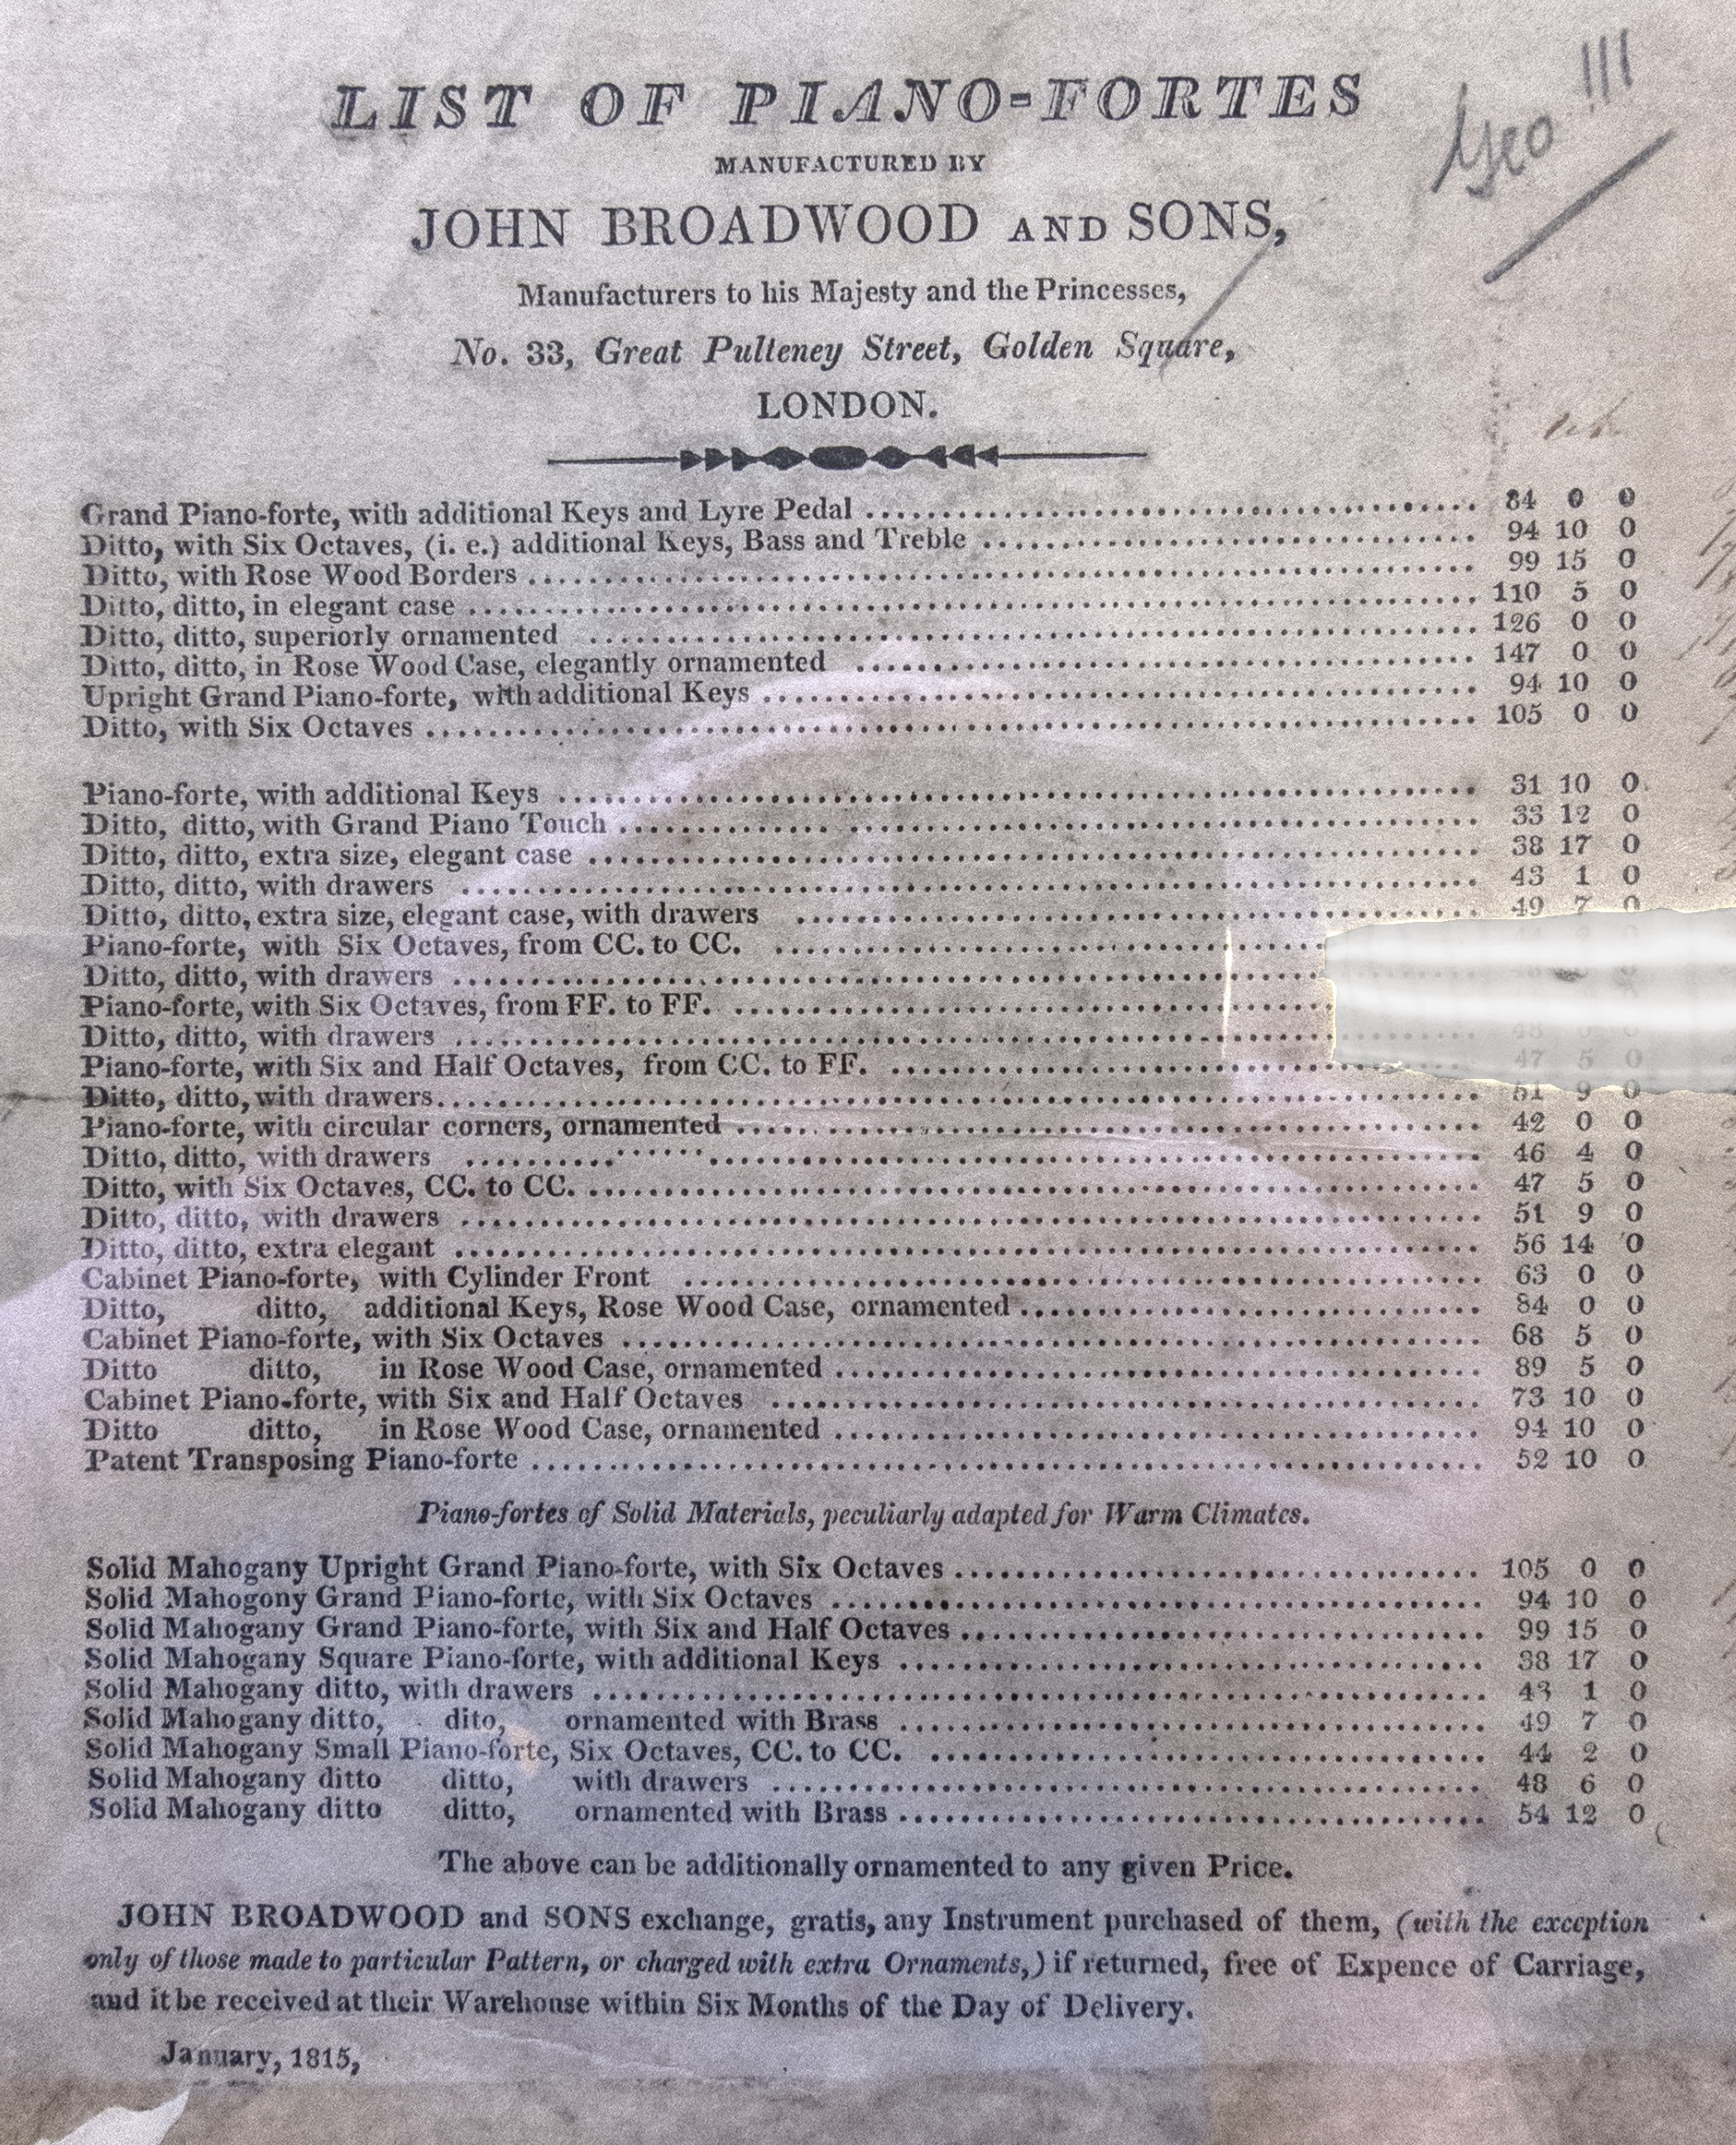 Geo III
LIST OF PIANO-FORTES
MANUFACTURED BY
JOHN BROADWOOD AND SONS,
Manufacturers to his Majesty and the Princesses,
No. 33, Great Pulteney Street, Golden Square,
LONDON.
Grand Piano-forte, with additional Keys and Lyre Pedal 84 0 0
Ditto, with Six Octaves, (i. e.) additional Keys, Bass and Treble 94 10 0
Ditto, with Rose Wood Borders 99 15 0
Ditto, ditto, in elegant case 110 5 0
Ditto, ditto, superiorly ornamented 126 0 0
Ditto, ditto, in Rose Wood Case, elegantly ornamented 147 0 0
Upright Grand Piano-forte, with additional Keys 94 10 0
Ditto, with Six Octaves 105 0 0
Piano-forte, with additional Keys 31 10 0
Ditto, ditto, with Grand Piano Touch 33 12 0
Ditto, ditto, extra size, elegant case 38 17 0
Ditto, ditto, with drawers 43 1 0
Ditto, ditto, extra size, elegant case, with drawers 49 7 0
Piano-forte, with Six Octaves, from CC. to CC.
Ditto, ditto, with drawers
Piano-forte, with Six Octaves, from FF. to FF.
Ditto, ditto, with drawers
Piano-forte, with Six and Half Octaves, from CC. to FF. 47 5 0
Ditto, ditto, with drawers 51 9 0
Piano-forte, with circular corners, ornamented 42 0 0
Ditto, ditto, with drawers 46 4 0
Ditto, with Six Octaves, CC. to CC. 47 5 0
Ditto, ditto, with drawers 51 9 0
Ditto, ditto, extra elegant 56 14 0
Cabinet Piano-forte, with Cylinder Front 63 0 0
Ditto, ditto, additional Keys, Rose Wood Case, ornamented 84 0 0
Cabinet Piano-forte, with Six Octaves 68 5 0
Ditto ditto, in Rose Wood Case, ornamented 89 5 0
Cabinet Piano-forte, with Six and Half Octaves 73 10 0
Ditto ditto, in Rose Wood Case, ornamented 94 10 0
Patent Transposing Piano-forte 52 10 0
Piano-fortes of Solid Materials, peculiarly adapted for Warm Climates.
Solid Mahogany Upright Grand Piano-forte, with Six Octaves 105 0 0
Solid Mahogony Grand Piano-forte, with Six Octaves 94 10 0
Solid Mahogany Grand Piano-forte, with Six and Half Octaves 99 15 0
Solid Mahogany Square Piano-forte, with additional Keys 38 17 0
Solid Mahogany ditto, with drawers 43 1 0
Solid Mahogany ditto, dito, ornamented with Brass 49 7 0
Solid Mahogany Small Piano-forte, Six Octaves, CC. to CC. 44 2 0
Solid Mahogany ditto ditto, with drawers 48 6 0
Solid Mahogany ditto ditto, ornamented with Brass 54 12 0
The above can be additionally ornamented to any given Price.
JOHN BROADWOOD and SONS exchange, gratis, any Instrument purchased of them, (with the exception
only of those made to particular Pattern, or charged with extra Ornaments,) if returned, free of Expence of Carriage,
and it be received at their Warehouse within Six Months of the Day of Delivery.
January, 1815,